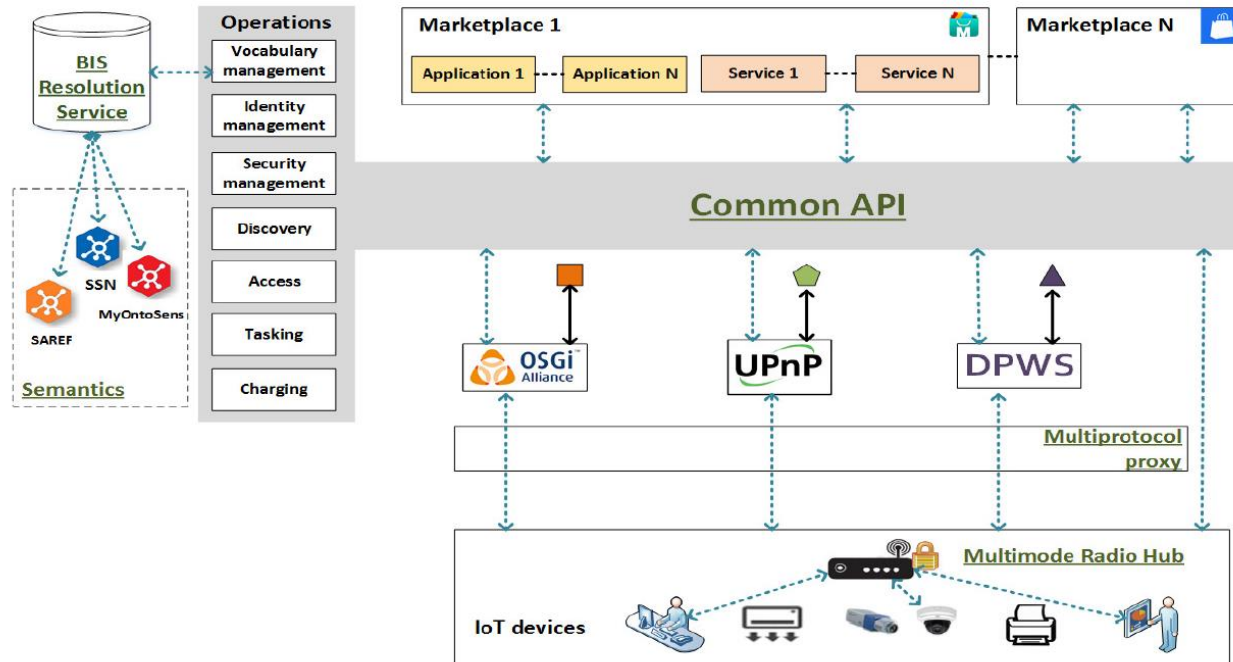 Operations
Vocabulary
management
Identity
management
Security
management
Discovery
Access
Tasking
Charging
BIS
Resolution
Service
SSN
MyOntoSens
SAREF
Semantics
Marketplace 1
M
Application 1
Application N
Service 1
Service N
Marketplace N
Common API
OSGi™
Alliance
UPnP
DPWS
Multiprotocol
proxy
Multimode Radio Hub
IoT devices